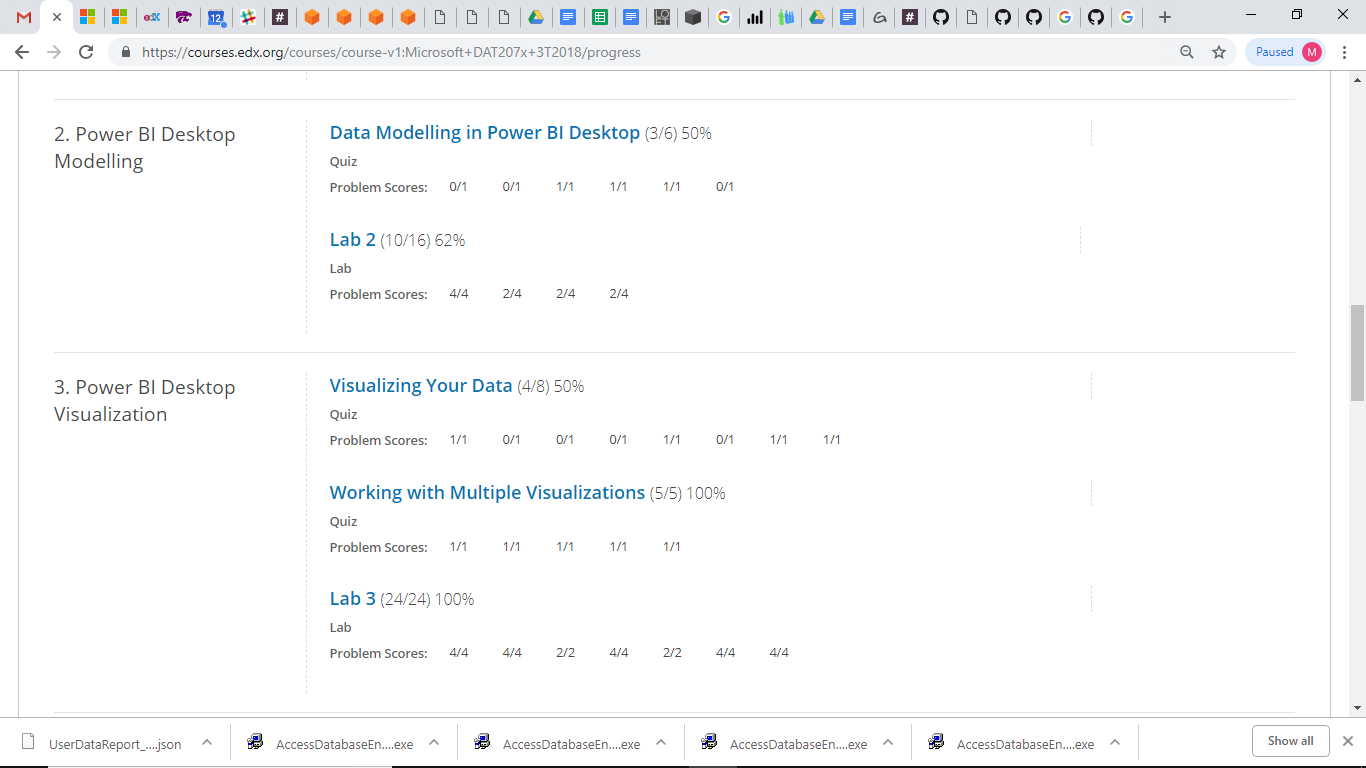 12
edX
https://courses.edx.org/courses/course-v1:Microsoft+DAT207x+3T2018/progress
Paused
M
2. Power BI Desktop
Modelling
Data Modelling in Power BI Desktop (3/6) 50%
Quiz
Problem Scores: 0/1 0/1 1/1 1/1 1/1 0/1
Lab 2 (10/16) 62%
Lab
Problem Scores: 4/4 2/4 2/4 2/4
3. Power BI Desktop
Visualization
Visualizing Your Data (4/8) 50%
Quiz
Problem Scores: 1/1 0/1 0/1 0/1 1/1 0/1 1/1 1/1
Working with Multiple Visualizations (5/5) 100%
Quiz
Problem Scores: 1/1 1/1 1/1 1/1 1/1
Lab 3 (24/24) 100%
Lab
Problem Scores: 4/4 4/4 2/2 4/4 2/2 4/4 4/4
UserDataReport_....json
AccessDatabaseEn....exe
AccessDatabaseEn....exe
AccessDatabaseEn....exe
AccessDatabaseEn....exe
Show all